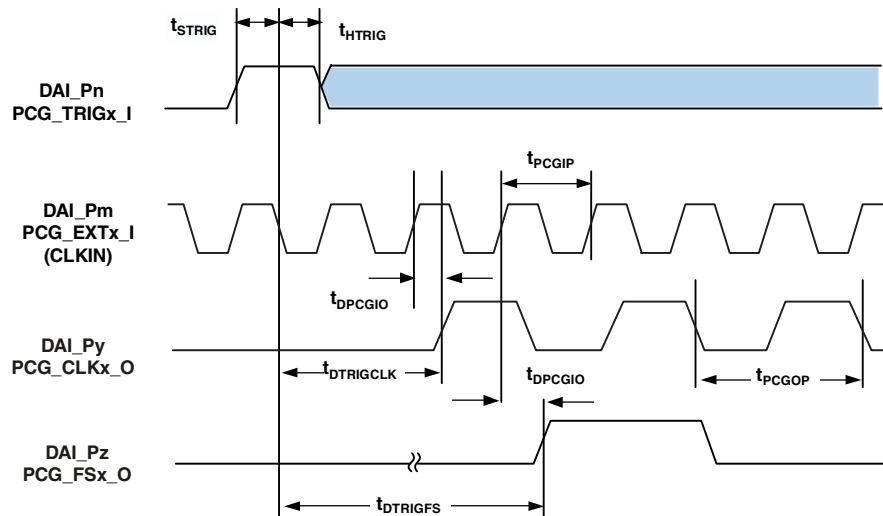 tSTRIG
tHTRIG
DAI_Pn
PCG_TRIGx_I
tPCGIP
DAI_Pm
PCG_EXTx_I
(CLKIN)
tDPCGIO
DAI_Py
PCG_CLKx_O
tDTRIGCLK
tDPCGIO
tPCGOP
DAI_Pz
PCG_FSx_O
tDTRIGFS